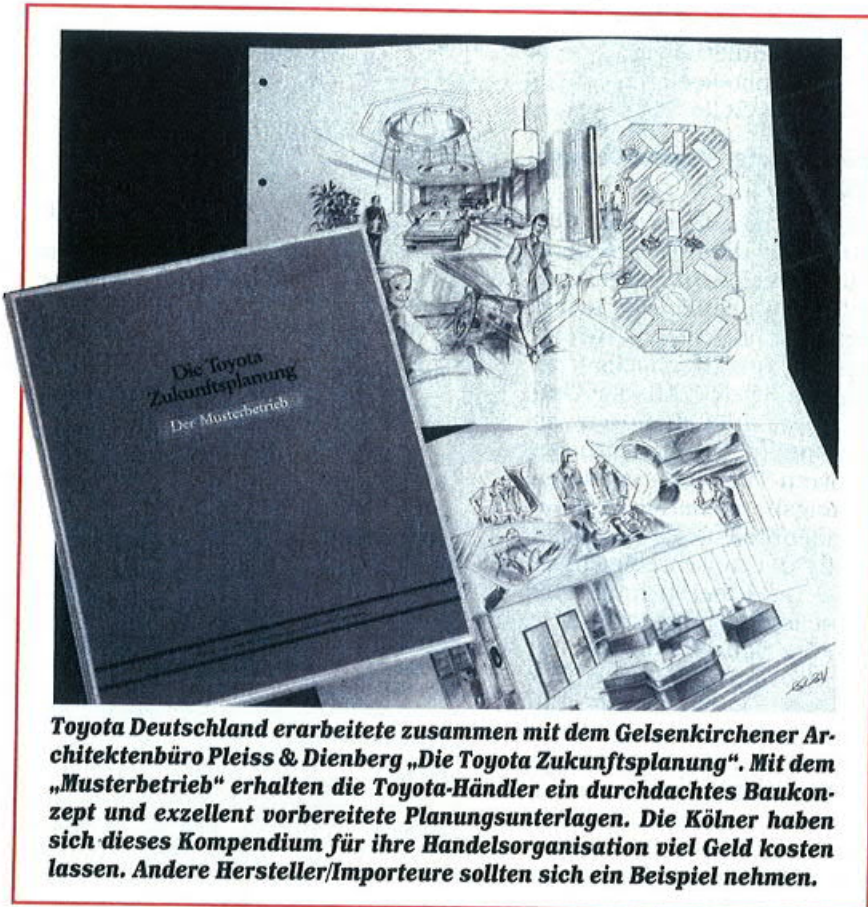 Die Toyota
Zukunftsplanung
Der Musterbetrieb
Toyota Deutschland erarbeitete zusammen mit dem Gelsenkirchener Ar-
chitektenbüro Pleiss & Dienberg „Die Toyota Zukunftsplanung“. Mit dem
„Musterbetrieb“ erhalten die Toyota-Händler ein durchdachtes Baukon-
zept und exzellent vorbereitete Planungsunterlagen. Die Kölner haben
sich dieses Kompendium für ihre Handelsorganisation viel Geld kosten
lassen. Andere Hersteller/Importeure sollten sich ein Beispiel nehmen.